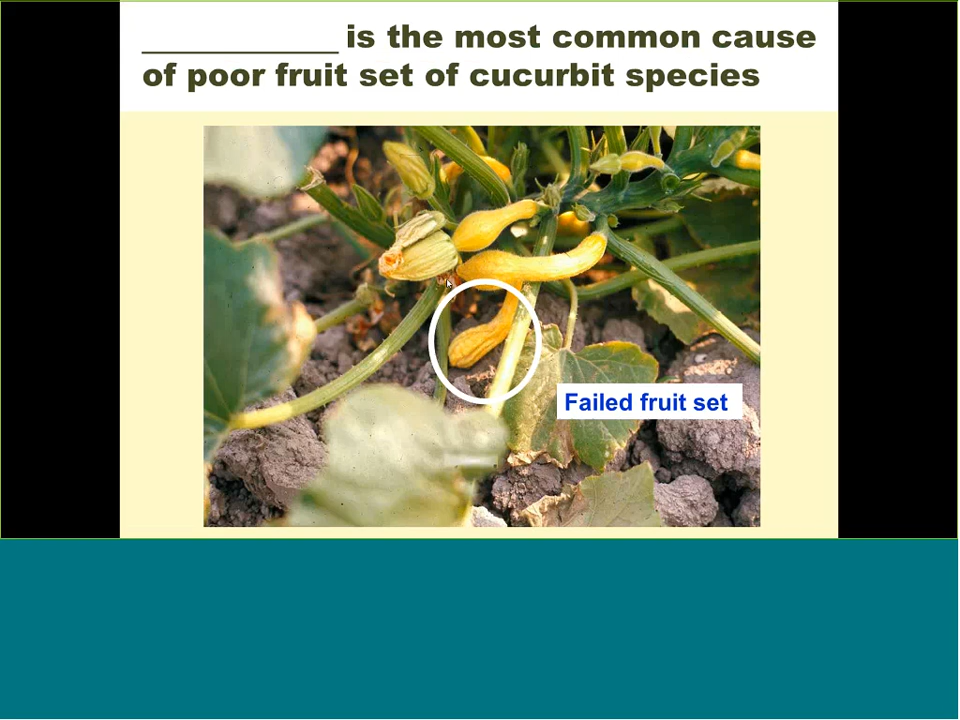 ____________ is the most common cause
of poor fruit set of cucurbit species
Failed fruit set